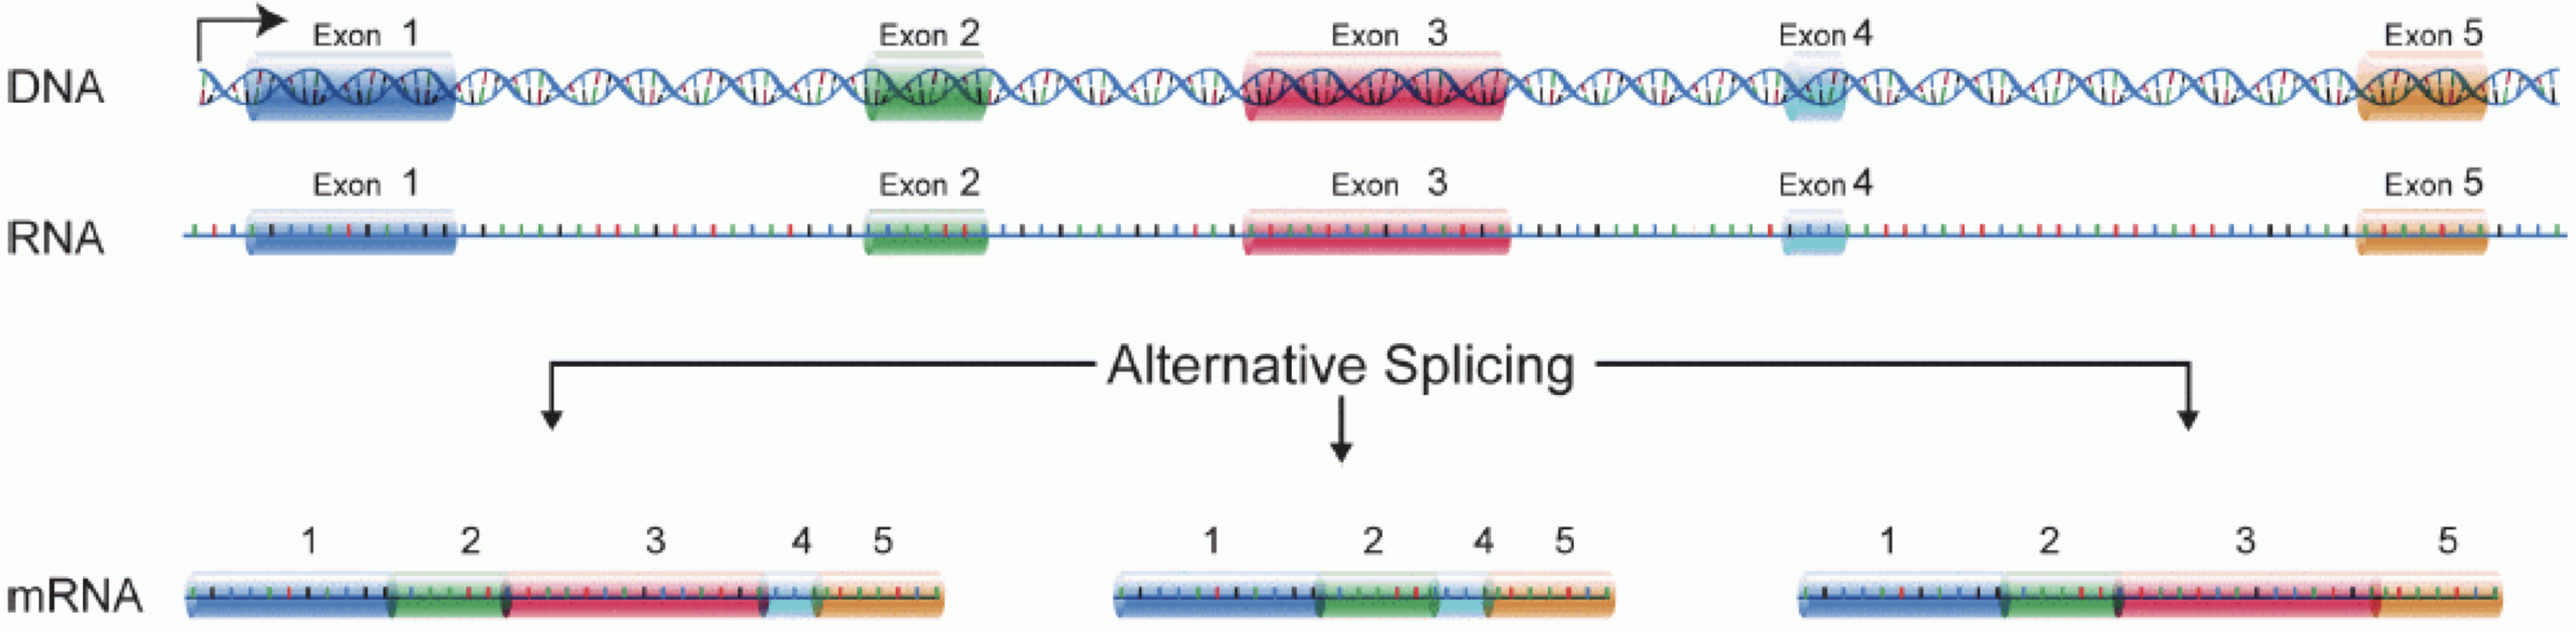 Exon 1 Exon 2 Exon 3 Exon 4 Exon 5
DNA
Exon 1 Exon 2 Exon 3 Exon 4 Exon 5
RNA
Alternative Splicing
1 2 3 4 5 1 2 4 5 1 2 3 5
mRNA